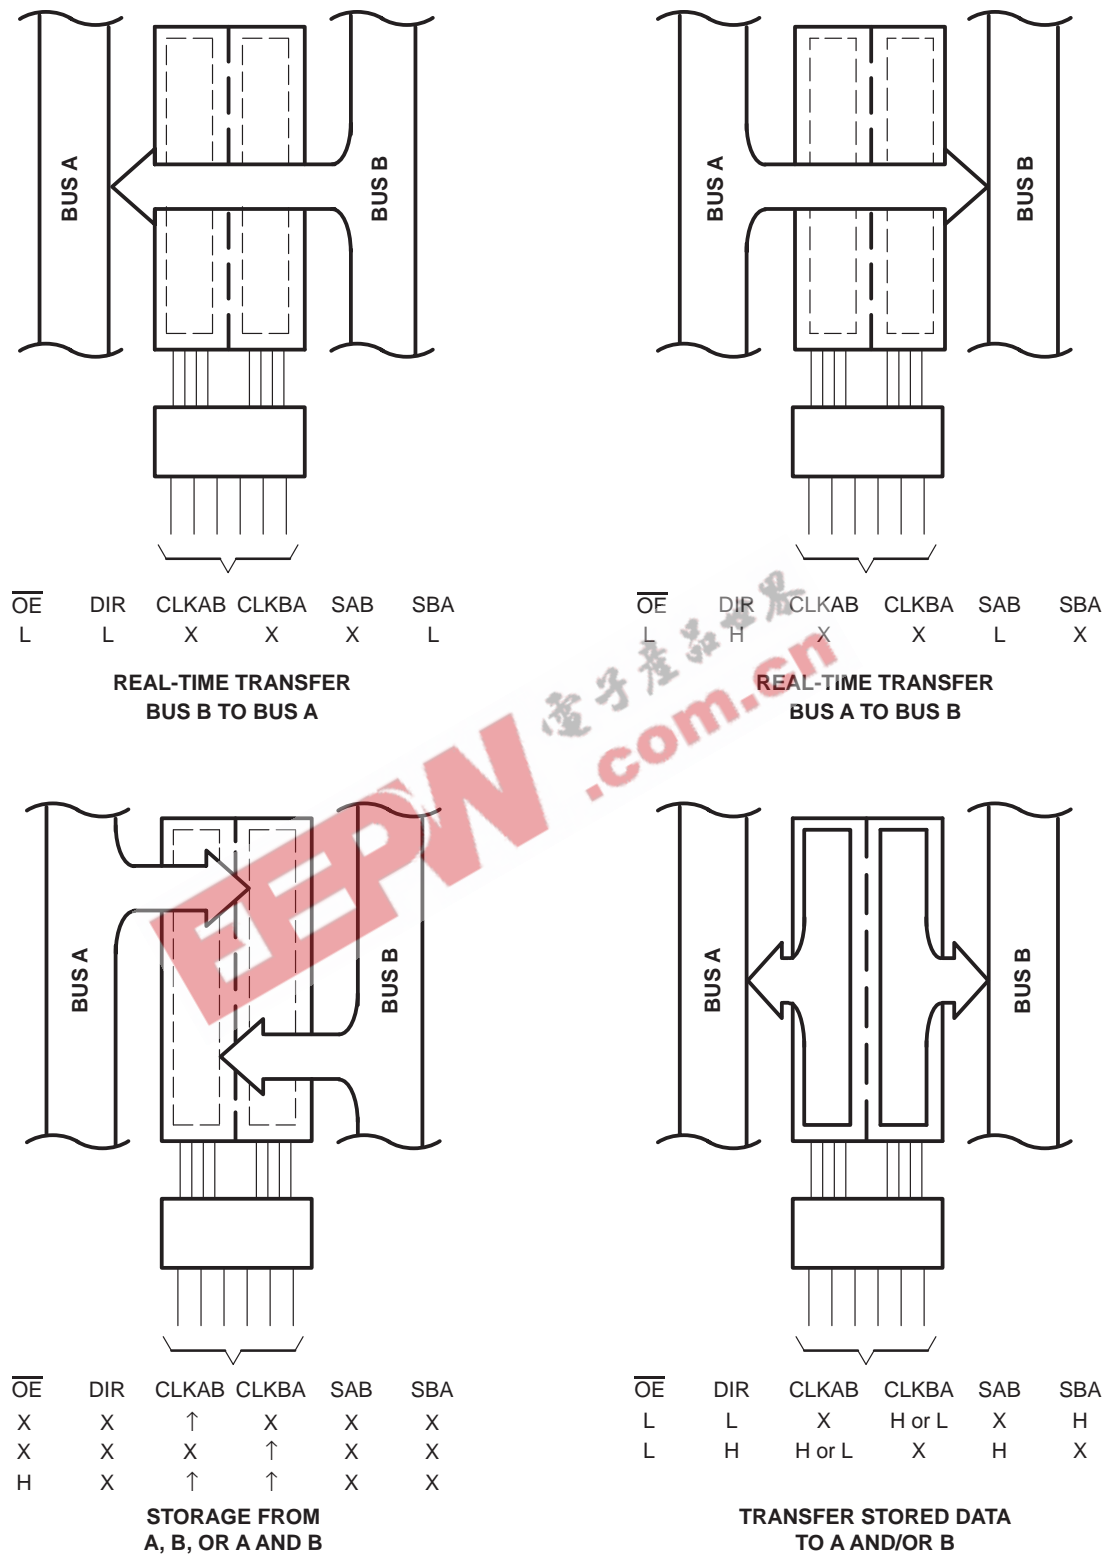 BUS A
BUS B
BUS A
BUS B
OE DIR CLKAB CLKBA SAB SBA
L L X X X L
REAL-TIME TRANSFER
BUS B TO BUS A
OE DIR CLKAB CLKBA SAB SBA
L H X X L X
REAL-TIME TRANSFER
BUS A TO BUS B
電子產品世界
EEPW
.com.cn
BUS A
BUS B
BUS A
BUS B
OE DIR CLKAB CLKBA SAB SBA
X X ↑ X X X
X X X ↑ X X
H X ↑ ↑ X X
STORAGE FROM
A, B, OR A AND B
OE DIR CLKAB CLKBA SAB SBA
L L X H or L X H
L H H or L X H X
TRANSFER STORED DATA
TO A AND/OR B